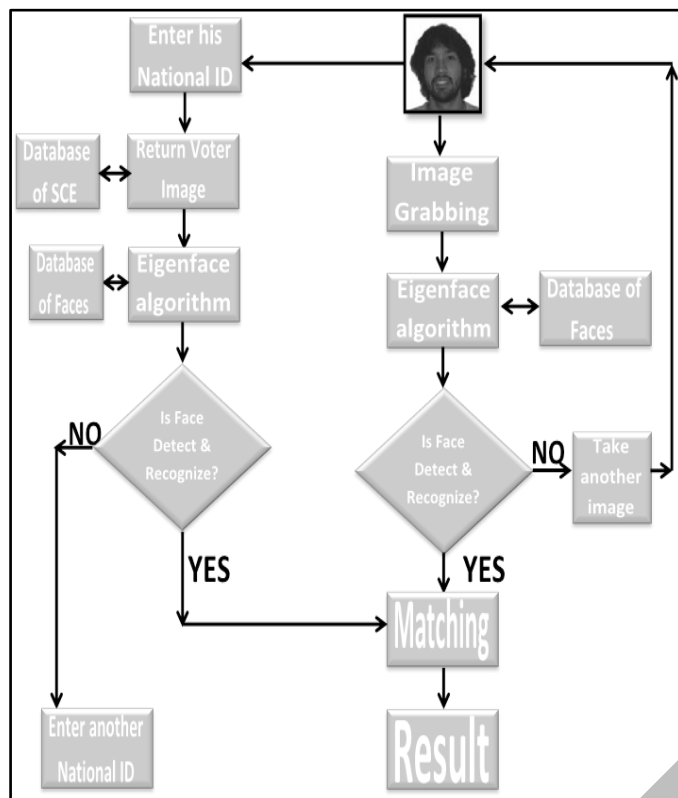 Enter his
National ID
Database
of SCE
Return Voter
Image
Image
Grabbing
Database
of Faces
Eigenface
algorithm
Eigenface
algorithm
Database of
Faces
Is Face
Detect &
Recognize?
NO
Is Face
Detect &
Recognize?
NO
Take
another
image
YES
YES
Matching
Enter another
National ID
Result